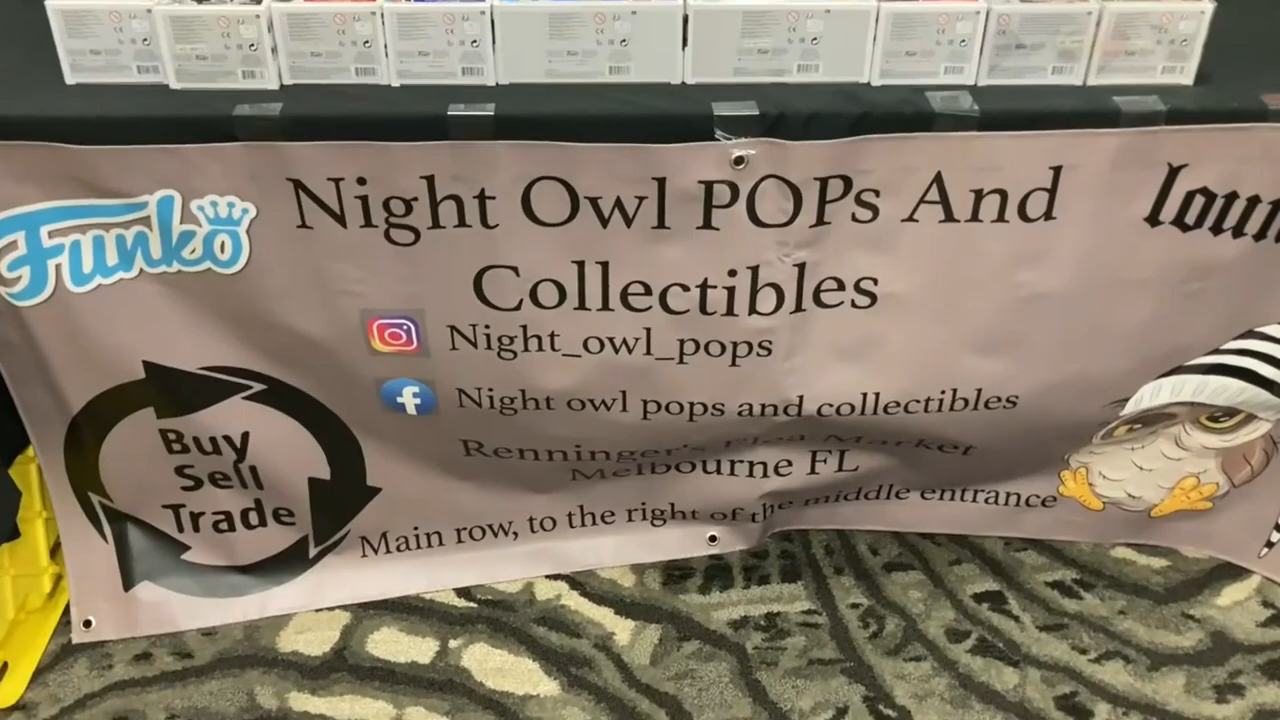 Funko
Night Owl POPs And
Collectibles
Night_owl_pops
Night owl pops and collectibles
Renninger's Flea Market
Melbourne FL
Main row, to the right of the middle entrance
Buy
Sell
Trade